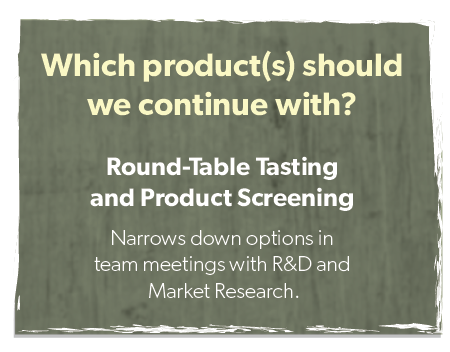 Which product(s) should
we continue with?
Round-Table Tasting
and Product Screening
Narrows down options in
team meetings with R&D and
Market Research.